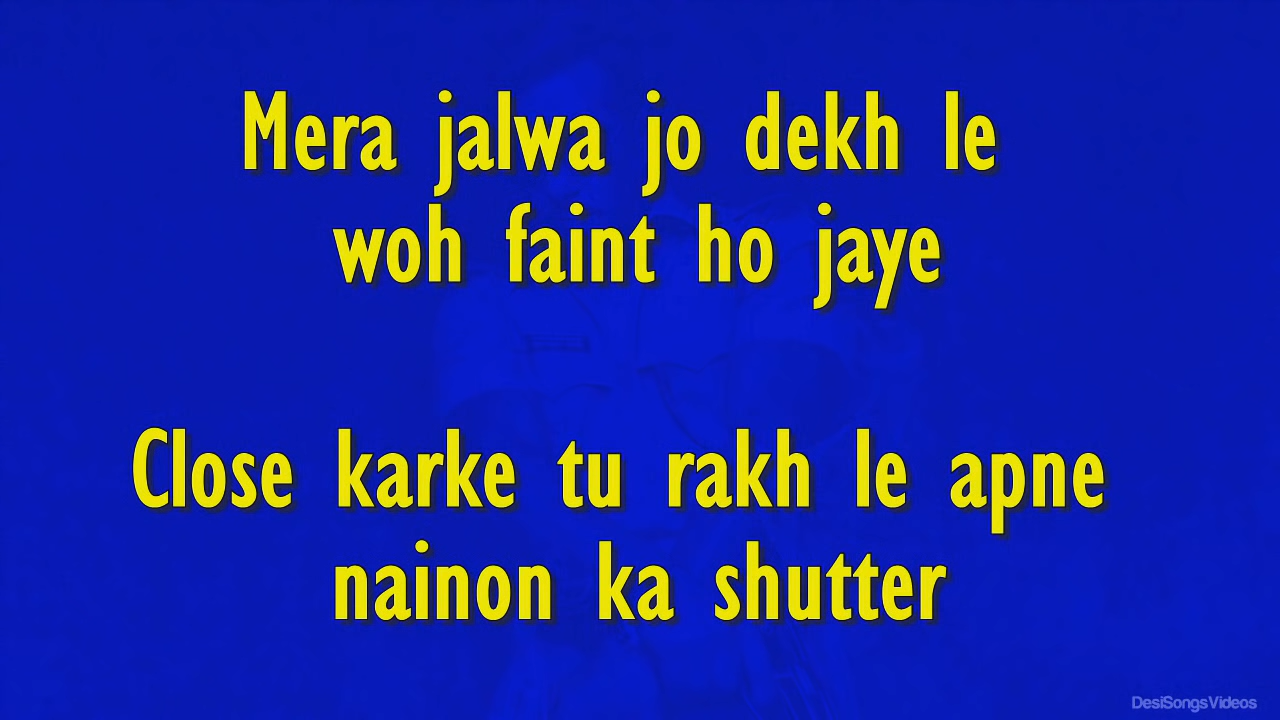 Mera jalwa jo dekh le
woh faint ho jaye
Close karke tu rakh le apne
nainon ka shutter
DesiSongsVideos